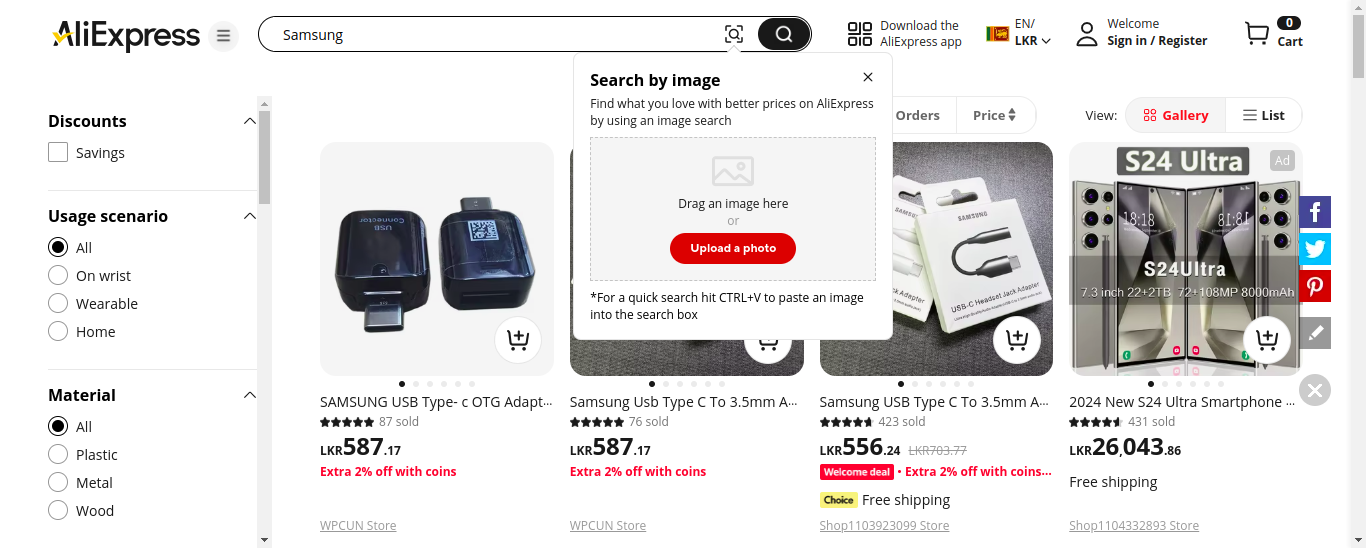 AliExpress
Samsung
Download the
AliExpress app
EN/
LKR
Welcome
Sign in / Register
0
Cart
Search by image
Find what you love with better prices on AliExpress
by using an image search
Drag an image here
or
Upload a photo
*For a quick search hit CTRL+V to paste an image
into the search box
Orders
Price
View:
Gallery
List
Discounts
Savings
Usage scenario
All
On wrist
Wearable
Home
Material
All
Plastic
Metal
Wood
Connector
USB
SAMSUNG USB Type- c OTG Adapt...
87 sold
LKR587.17
Extra 2% off with coins
WPCUN Store
Samsung Usb Type C To 3.5mm A...
76 sold
LKR587.17
Extra 2% off with coins
WPCUN Store
SAMSUNG
USB-C Headset Jack Adapter
Samsung USB Type C To 3.5mm A...
423 sold
LKR556.24 LKR703.77
Welcome deal • Extra 2% off with coins...
Choice Free shipping
Shop1103923099 Store
S24 Ultra
Ad
18:18
S24Ultra
7.3 inch 22+2TB 72+108MP 8000mAh
2024 New S24 Ultra Smartphone ...
431 sold
LKR26,043.86
Free shipping
Shop1104332893 Store